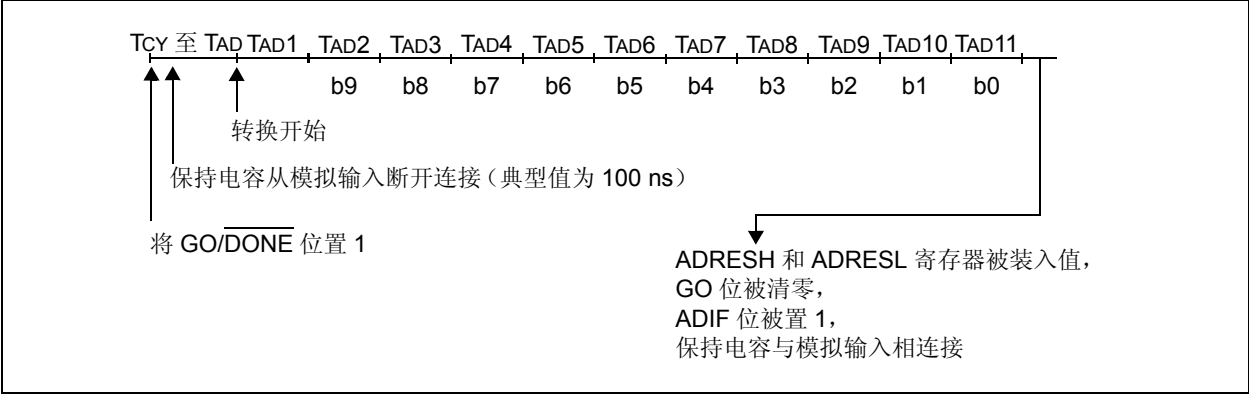 TCY 至 TAD TAD1 TAD2 TAD3 TAD4 TAD5 TAD6 TAD7 TAD8 TAD9 TAD10 TAD11
b9 b8 b7 b6 b5 b4 b3 b2 b1 b0
转换开始
保持电容从模拟输入断开连接（典型值为 100 ns）
将 GO/DONE 位置 1
ADRESH 和 ADRESL 寄存器被装入值，
GO 位被清零，
ADIF 位被置 1，
保持电容与模拟输入相连接